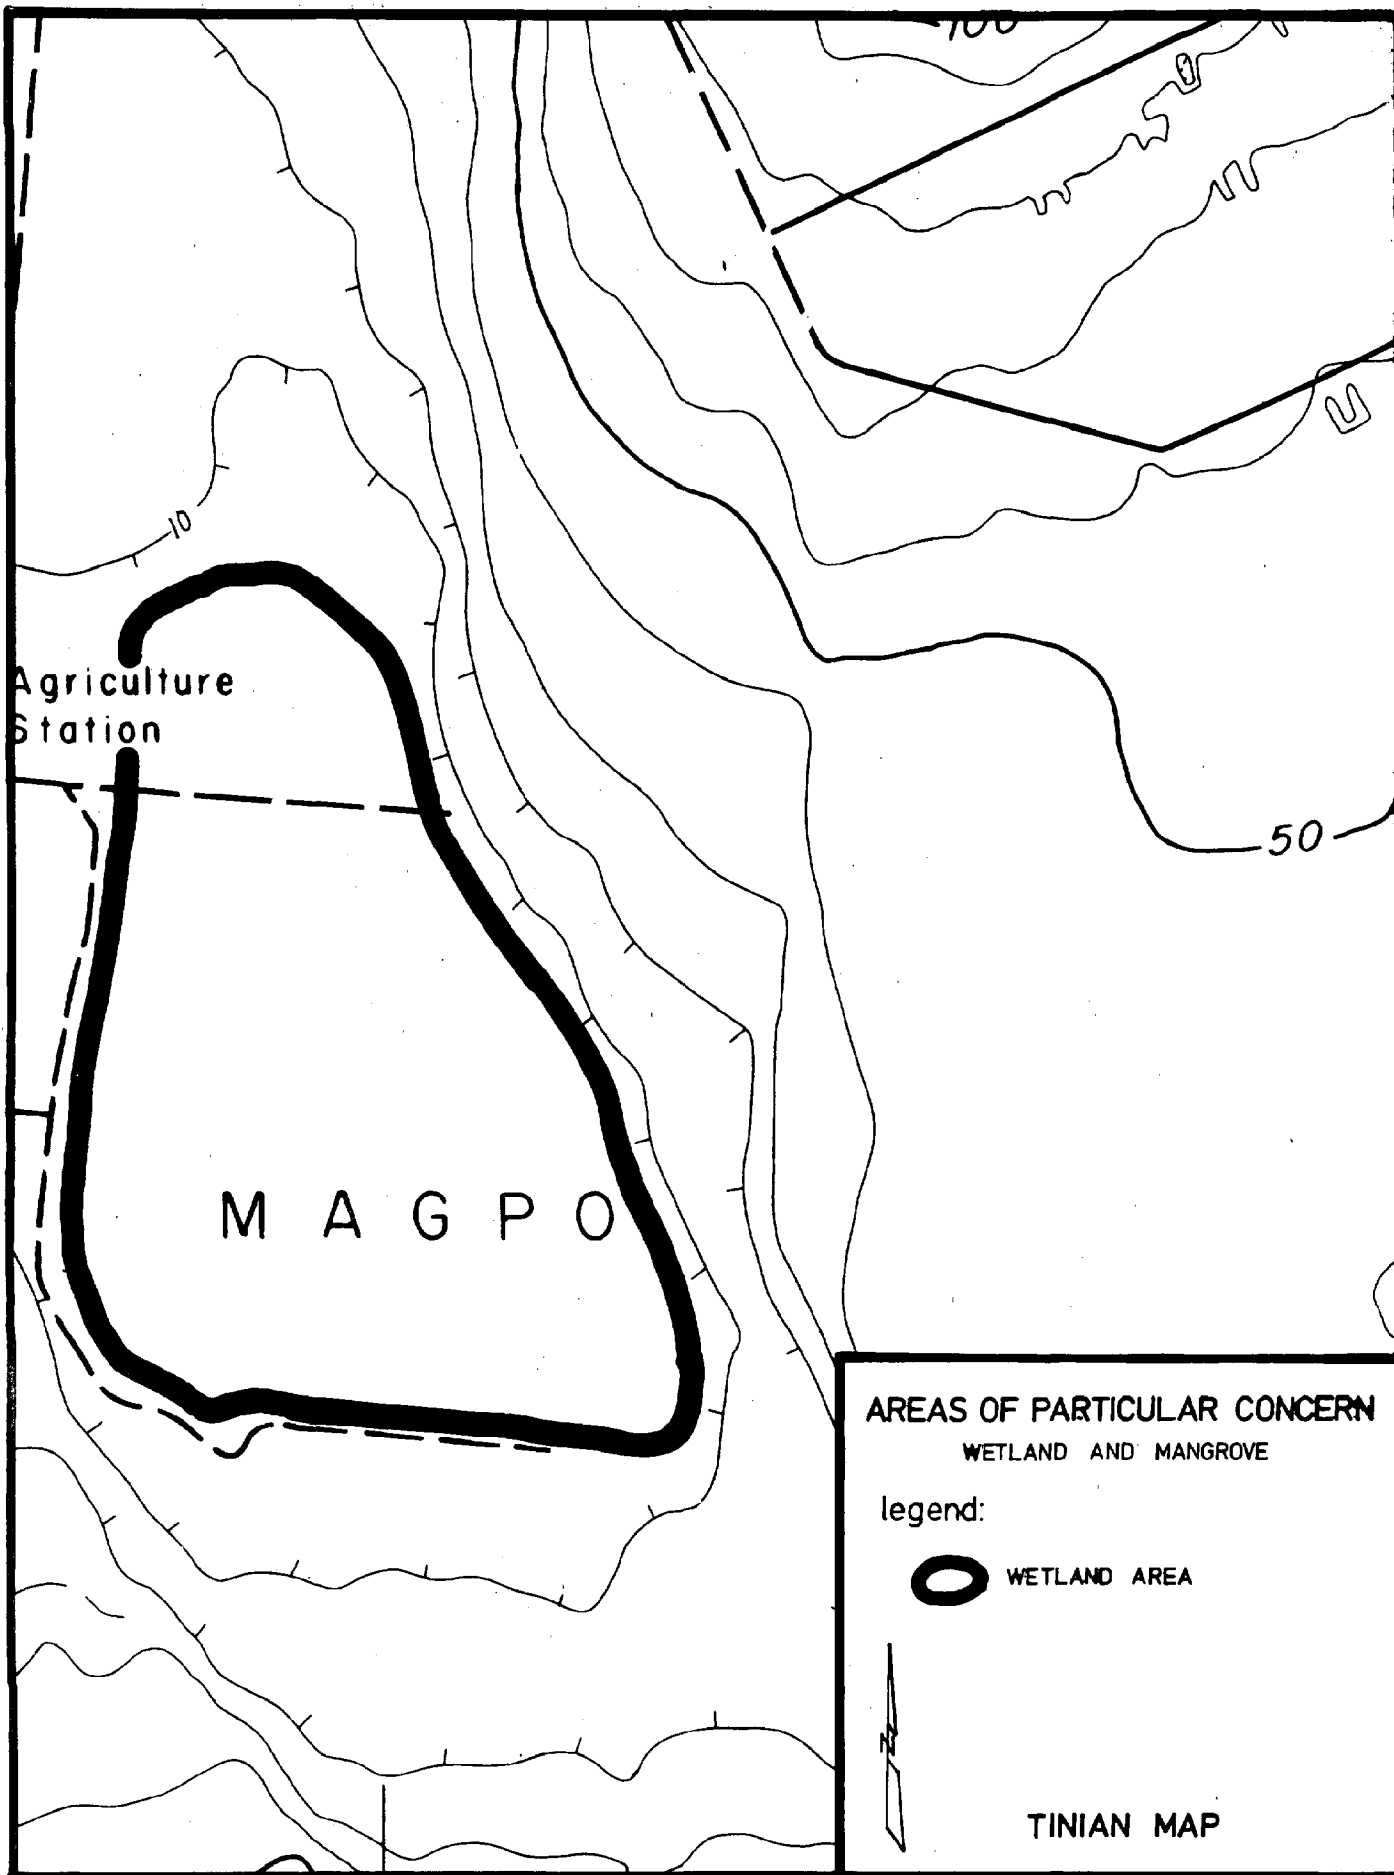 100
10
Agriculture
Station
50
MAGPO
AREAS OF PARTICULAR CONCERN
WETLAND AND MANGROVE
legend:
WETLAND AREA
N
TINIAN MAP